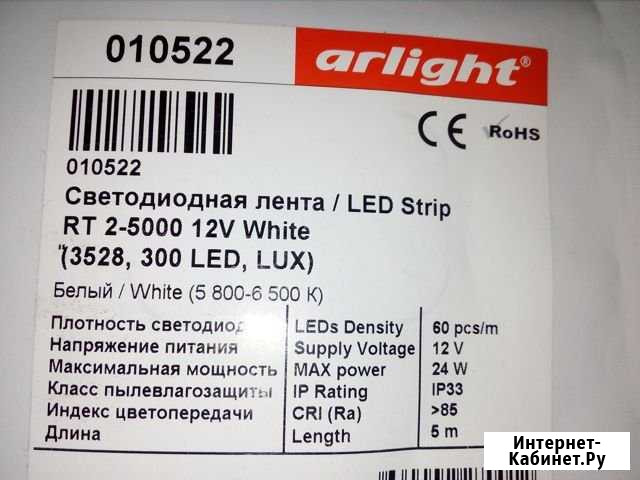 010522
arlight®
CE RoHS
010522
Светодиодная лента / LED Strip
RT 2-5000 12V White
(3528, 300 LED, LUX)
Белый / White (5 800-6 500 K)
Плотность светодиод LEDs Density 60 pcs/m
Напряжение питания Supply Voltage 12 V
Максимальная мощность MAX power 24 W
Класс пылевлагозащиты IP Rating IP33
Индекс цветопередачи CRI (Ra) >85
Длина Length 5 m
Интернет-
Кабинет.Ру